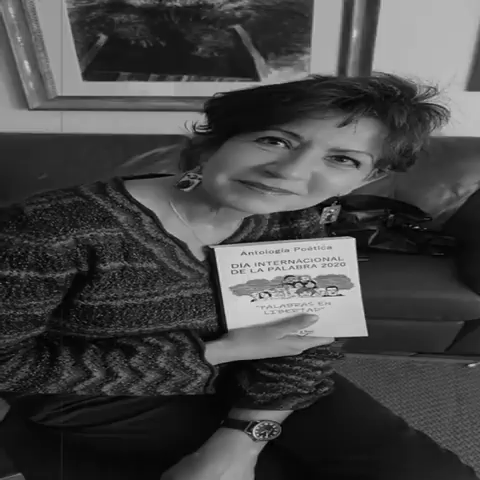 Antología Poética
DÍA INTERNACIONAL
DE LA PALABRA 2020
"PALABRAS EN
LIBERTAD"